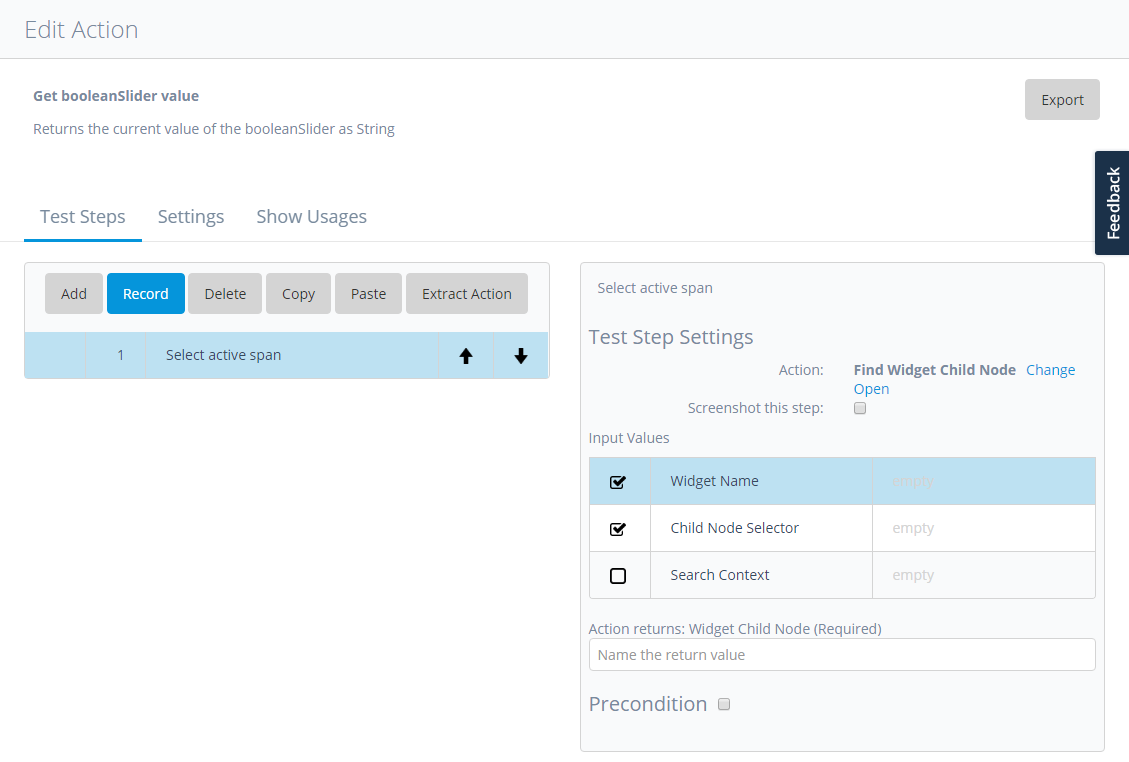 Edit Action
Get booleanSlider value
Export
Returns the current value of the booleanSlider as String
Feedback
Test Steps Settings Show Usages
Add Record Delete Copy Paste Extract Action
1 Select active span
Select active span
Test Step Settings
Action: Find Widget Child Node Change
Open
Screenshot this step:
Input Values
Widget Name empty
Child Node Selector empty
Search Context empty
Action returns: Widget Child Node (Required)
Name the return value
Precondition